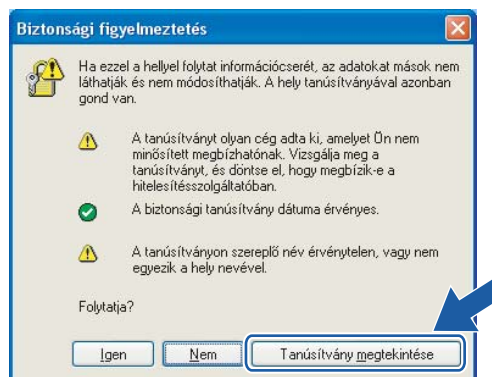 Biztonsági figyelmeztetés
Ha ezzel a hellyel folytat információcserét, az adatokat mások nem
láthatják és nem módosíthatják. A hely tanúsítványával azonban
gond van.
A tanúsítványt olyan cég adta ki, amelyet Ön nem
minősített megbízhatónak. Vizsgálja meg a
tanúsítványt, és döntse el, hogy megbízik-e a
hitelesítésszolgáltatóban.
A biztonsági tanúsítvány dátuma érvényes.
A tanúsítványon szereplő név érvénytelen, vagy nem
egyezik a hely nevével.
Folytatja?
Igen Nem Tanúsítvány megtekintése